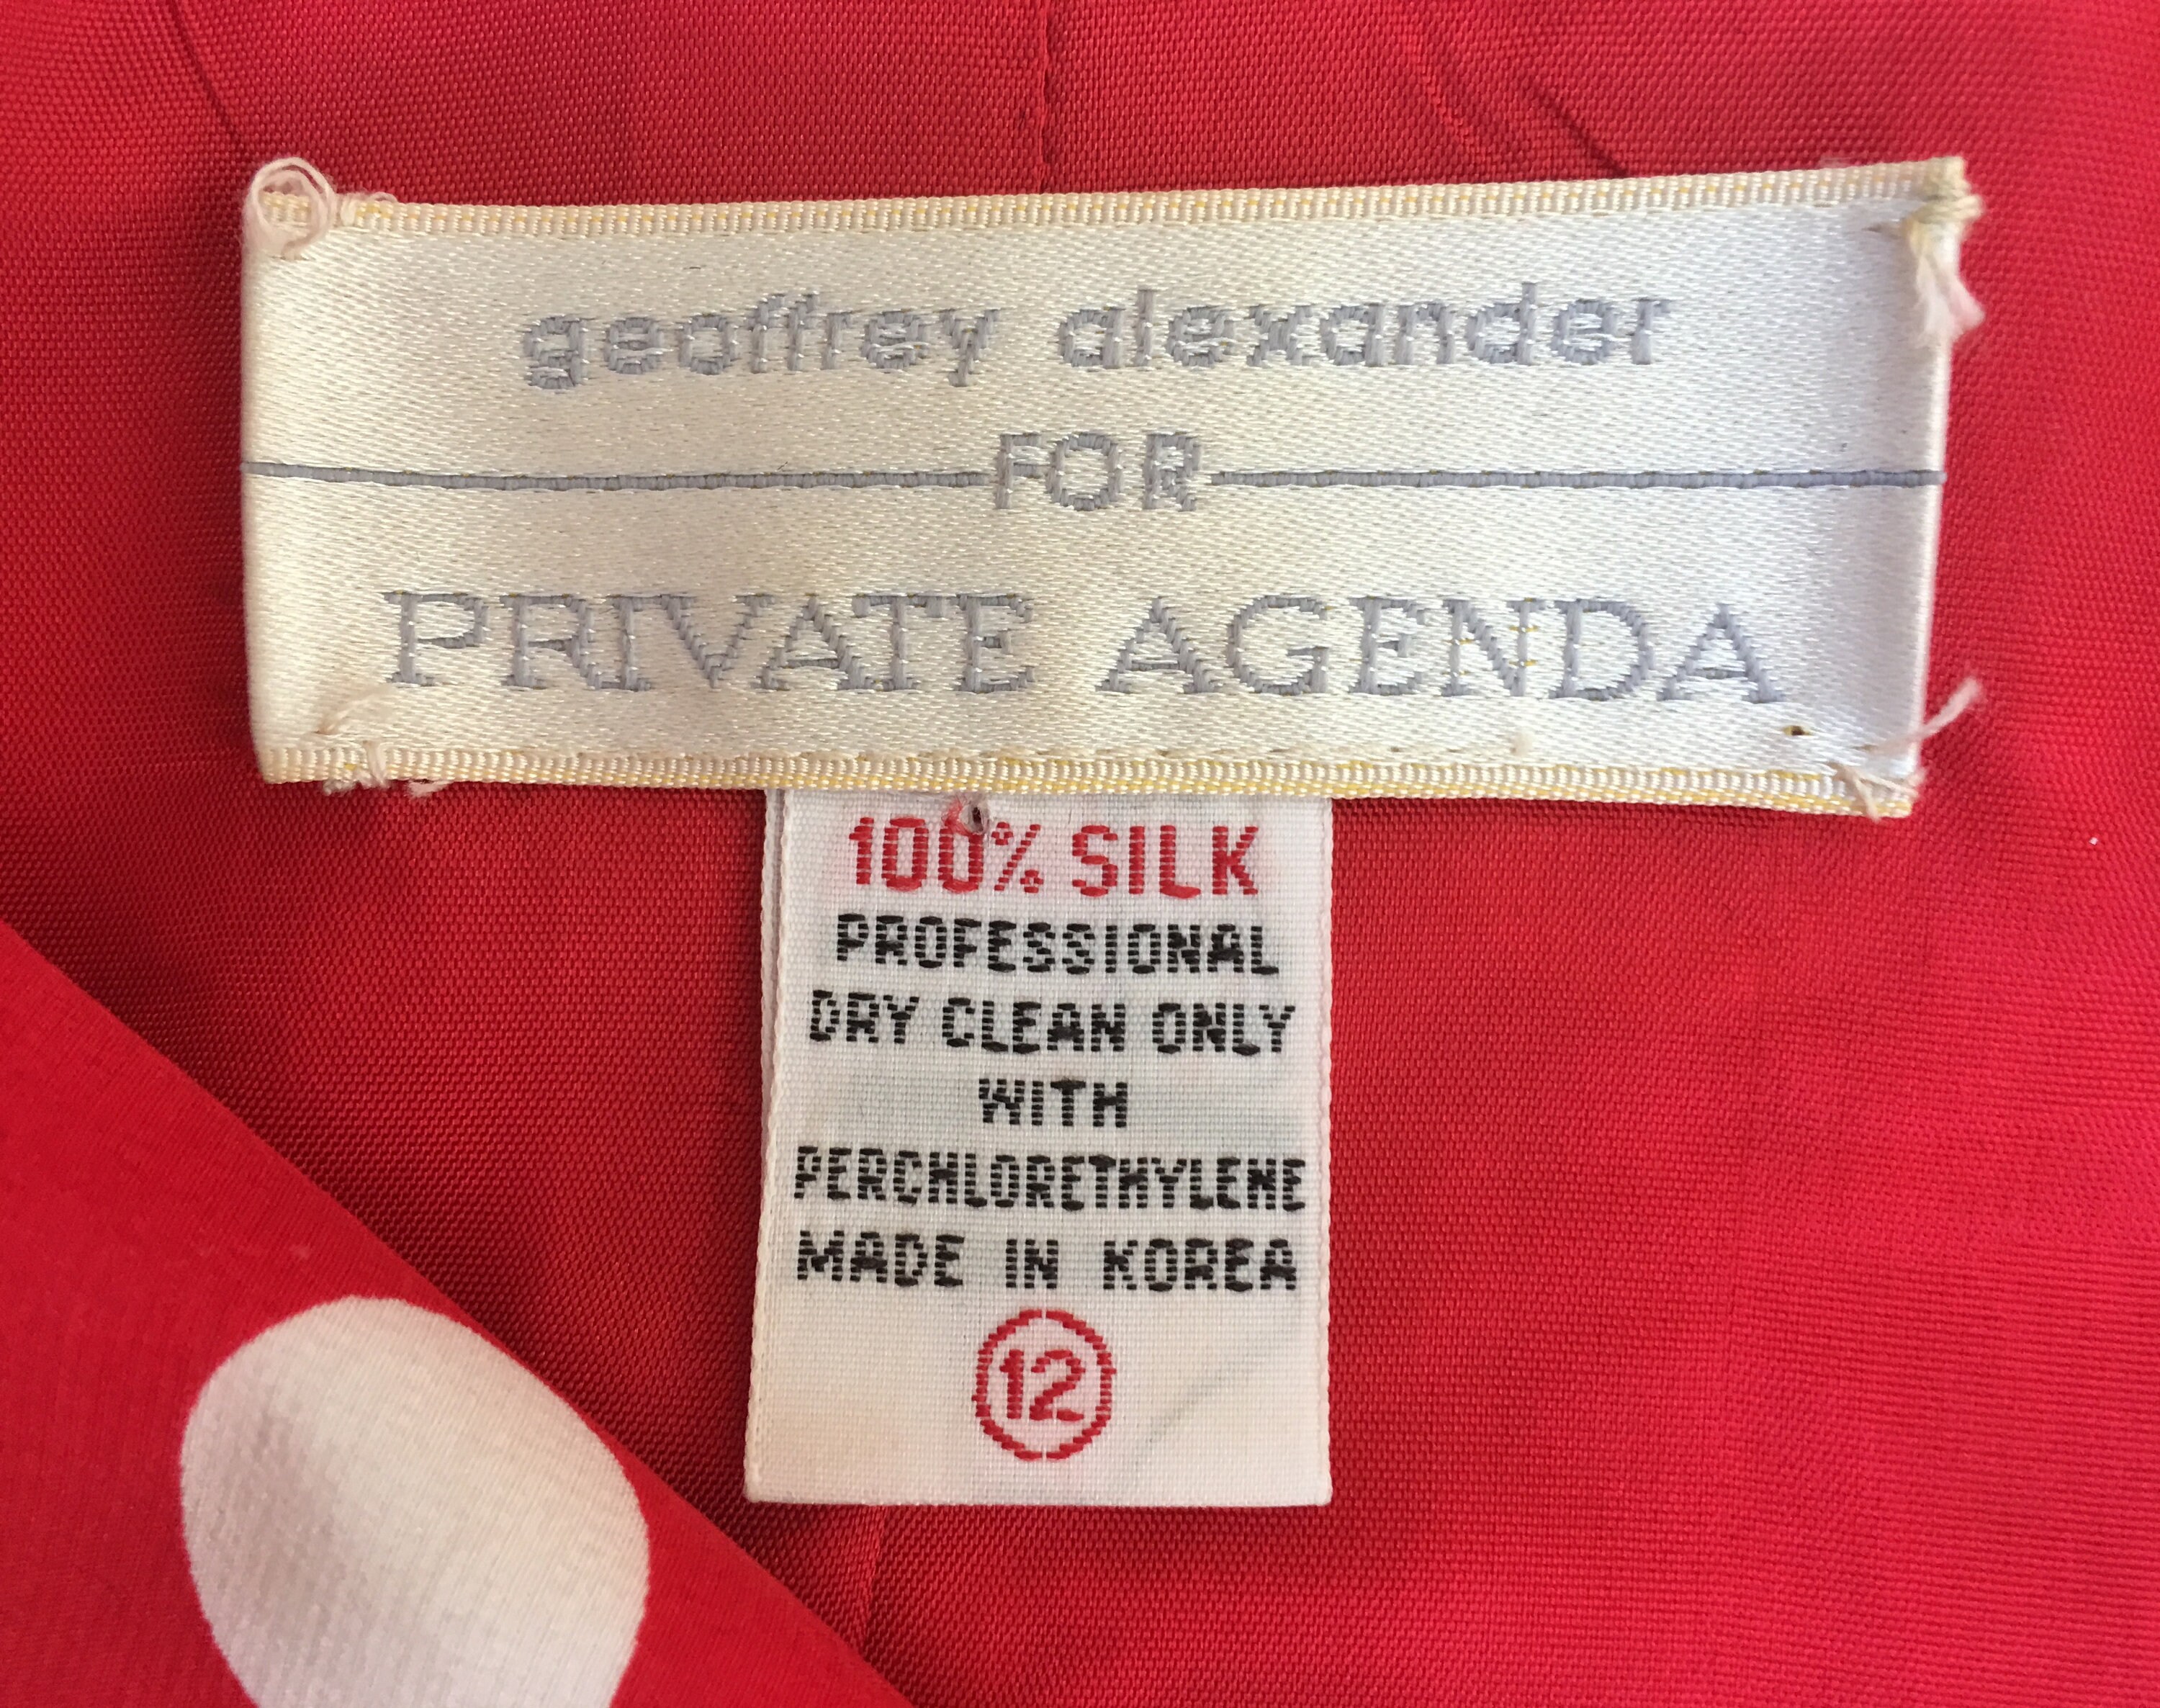 geoffrey alexander
FOR
PRIVATE AGENDA
100% SILK
PROFESSIONAL
DRY CLEAN ONLY
WITH
PERCHLORETHYLENE
MADE IN KOREA
12